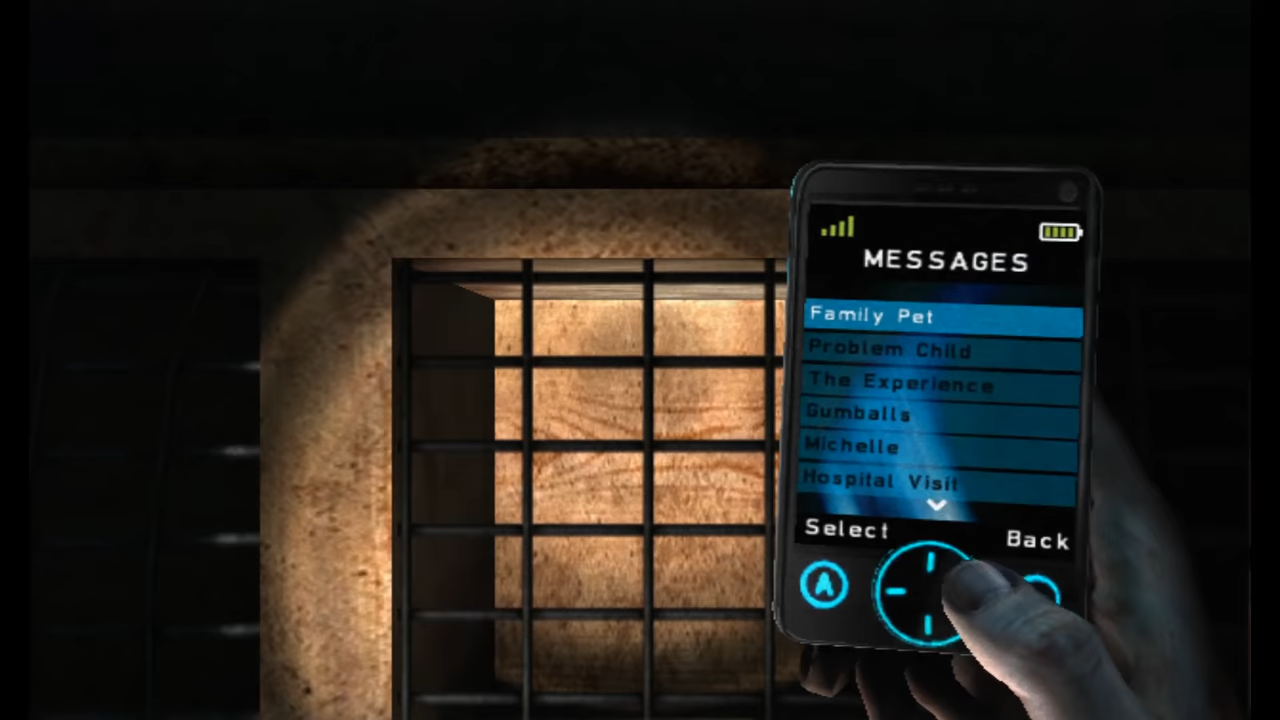 MESSAGES
Family Pet
Problem Child
The Experience
Gumballs
Michelle
Hospital Visit
Select
Back
A